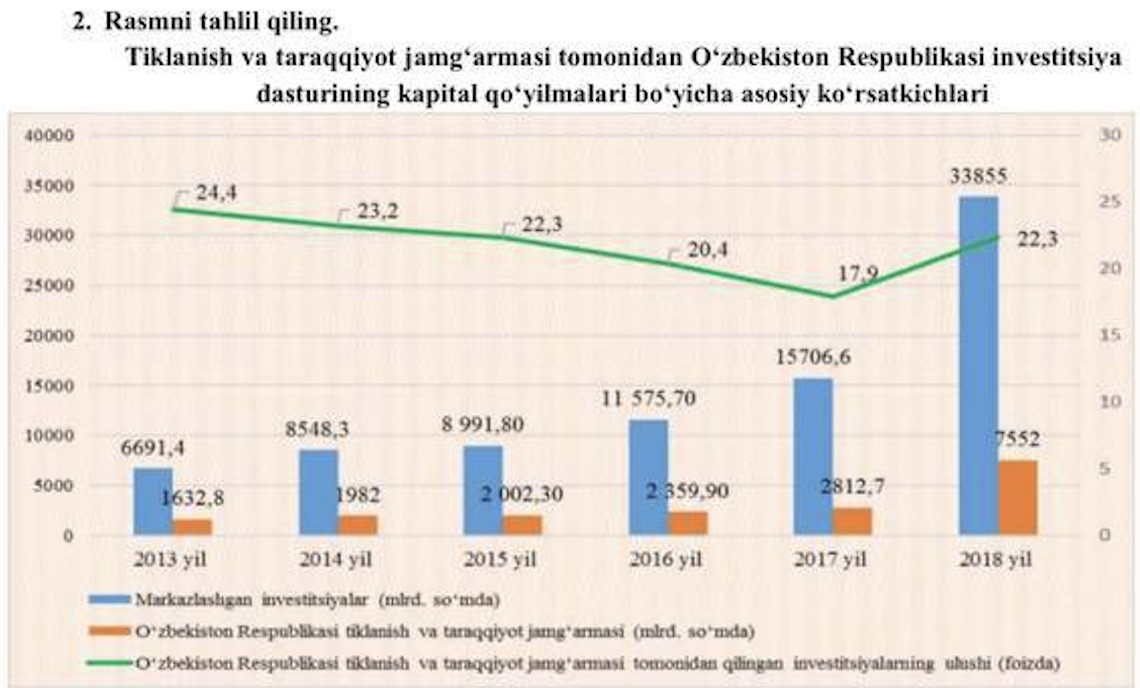 2. Rasmni tahlil qiling.
Tiklanish va taraqqiyot jamg‘armasi tomonidan O‘zbekiston Respublikasi investitsiya
dasturining kapital qo‘yilmalari bo‘yicha asosiy ko‘rsatkichlari
40000
35000
30000
25000
20000
15000
10000
5000
0
30
25
20
15
10
5
0
24,4
23,2
22,3
20,4
17,9
22,3
6691,4
8548,3
8 991,80
11 575,70
15706,6
33855
1632,8
1982
2 002,30
2 359,90
2812,7
7552
2013 yil
2014 yil
2015 yil
2016 yil
2017 yil
2018 yil
Markazlashgan investitsiyalar (mlrd. so‘mda)
O‘zbekiston Respublikasi tiklanish va taraqqiyot jamg‘armasi (mlrd. so‘mda)
O‘zbekiston Respublikasi tiklanish va taraqqiyot jamg‘armasi tomonidan qilingan investitsiyalarning ulushi (foizda)